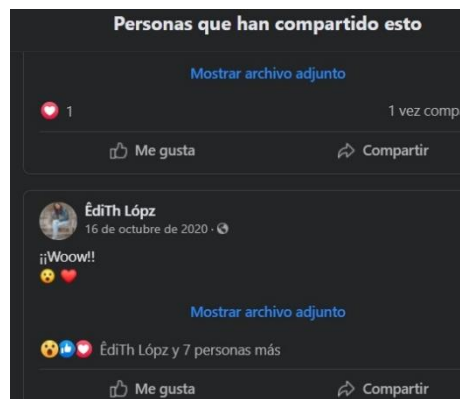 Personas que han compartido esto
Mostrar archivo adjunto
1 1 vez comp
Me gusta Compartir
ÊdiTh Lópz
16 de octubre de 2020 ·
¡¡Woow!!
😮❤️
Mostrar archivo adjunto
ÊdiTh Lópz y 7 personas más
Me gusta Compartir